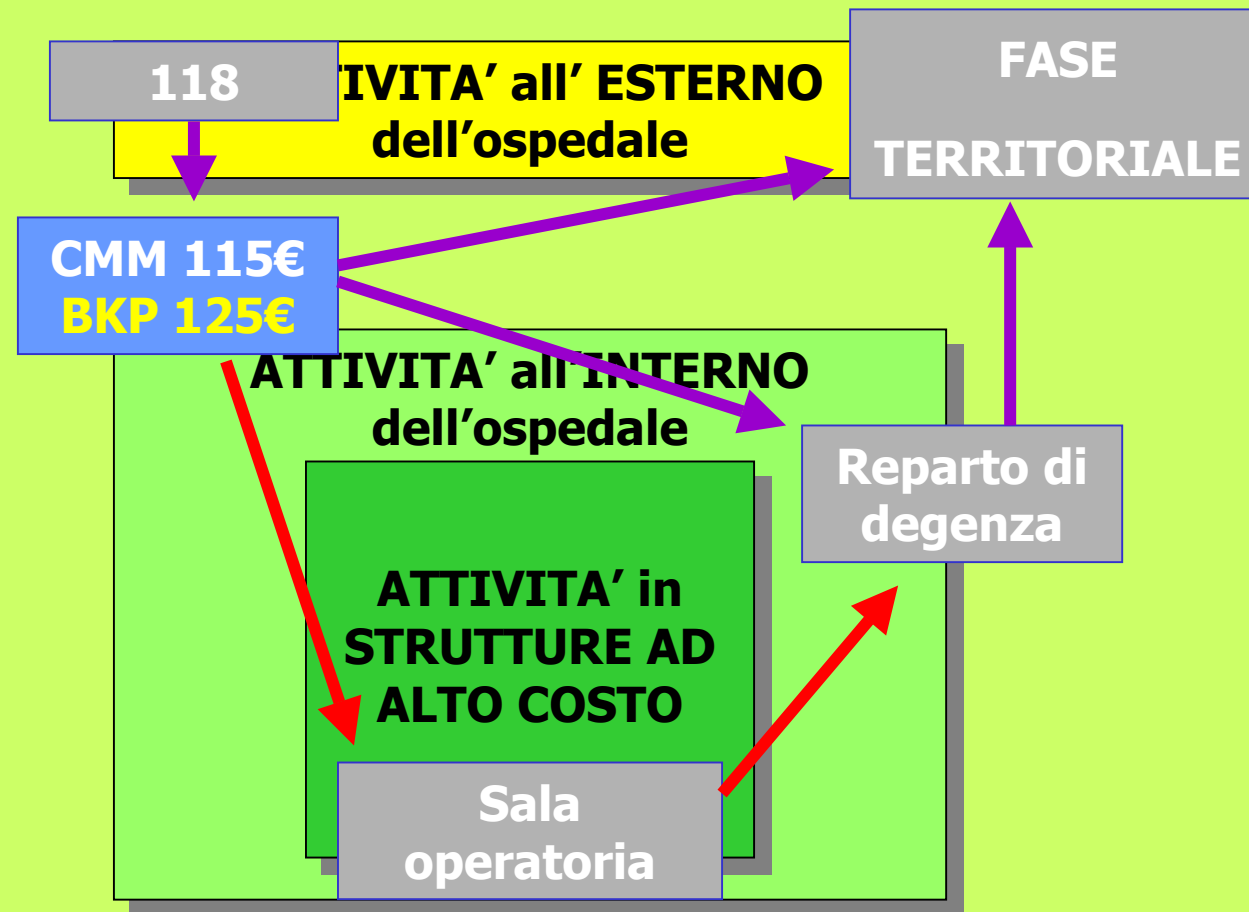 118
TIVITA’ all’ ESTERNO
dell’ospedale
FASE
TERRITORIALE
CMM 115€
BKP 125€
ATTIVITA’ all’INTERNO
dell’ospedale
Reparto di
degenza
ATTIVITA’ in
STRUTTURE AD
ALTO COSTO
Sala
operatoria